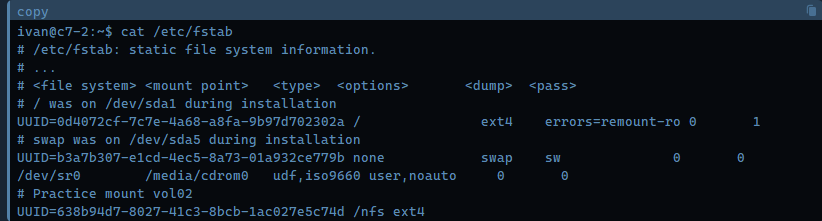 copy
ivan@c7-2:~$ cat /etc/fstab
# /etc/fstab: static file system information.
# ...
# <file system> <mount point>   <type>  <options>       <dump>  <pass>
# / was on /dev/sda1 during installation
UUID=0d4072cf-7c7e-4a68-a8fa-9b97d702302a /               ext4    errors=remount-ro 0       1
# swap was on /dev/sda5 during installation
UUID=b3a7b307-e1cd-4ec5-8a73-01a932ce779b none            swap    sw              0       0
/dev/sr0        /media/cdrom0   udf,iso9660 user,noauto     0       0
# Practice mount vol02
UUID=638b94d7-8027-41c3-8bcb-1ac027e5c74d /nfs ext4